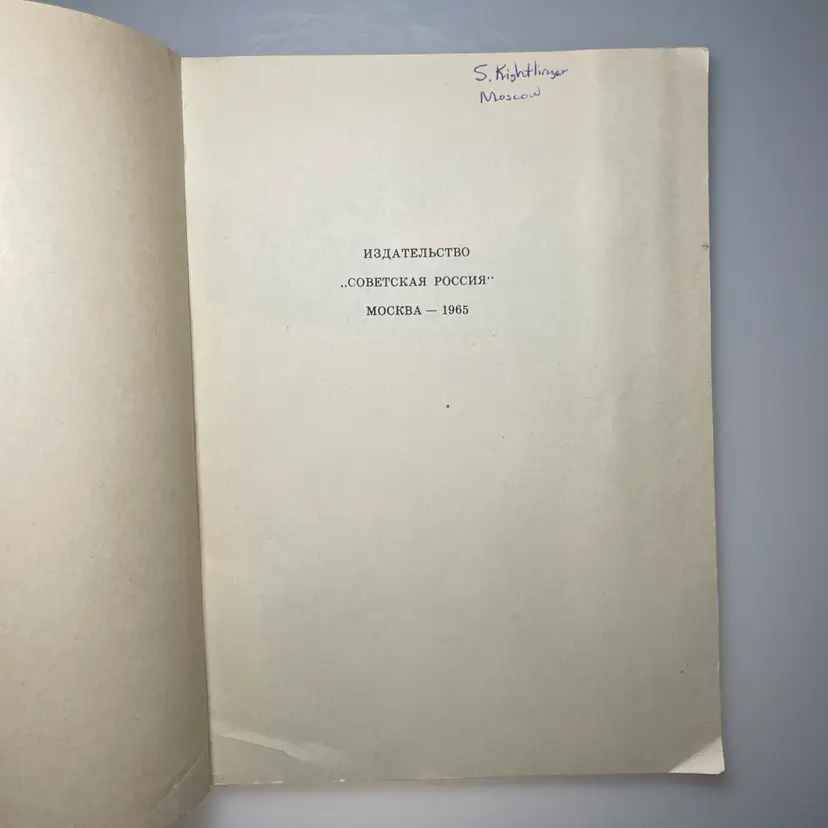 S. Kightlinger
Moscow
ИЗДАТЕЛЬСТВО
„СОВЕТСКАЯ РОССИЯ“
МОСКВА — 1965